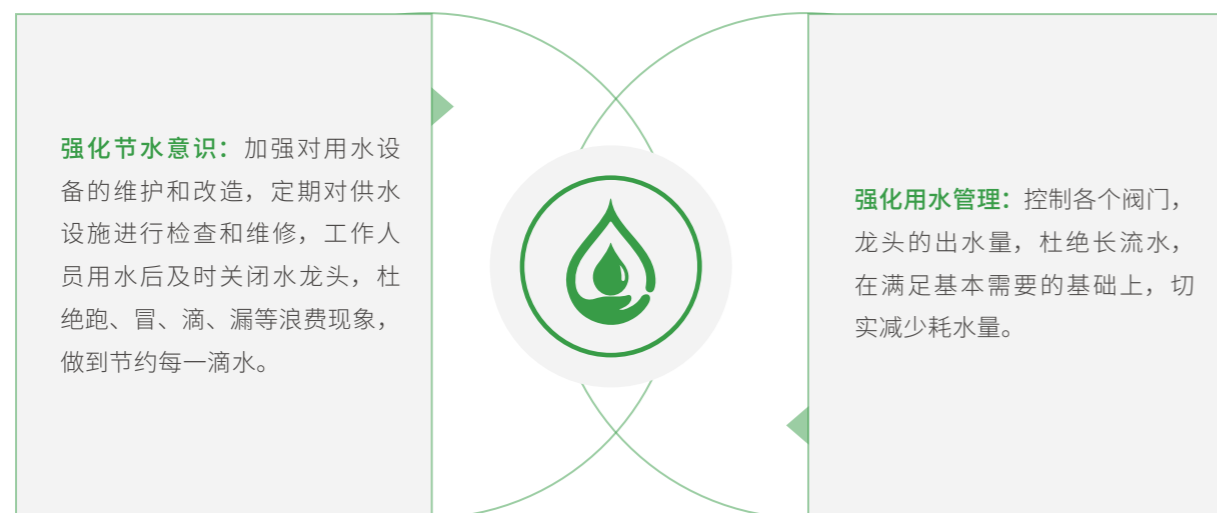 强化节水意识：加强对用水设
备的维护和改造，定期对供水
设施进行检查和维修，工作人
员用水后及时关闭水龙头，杜
绝跑、冒、滴、漏等浪费现象，
做到节约每一滴水。
强化用水管理：控制各个阀门，
龙头的出水量，杜绝长流水，
在满足基本需要的基础上，切
实减少耗水量。